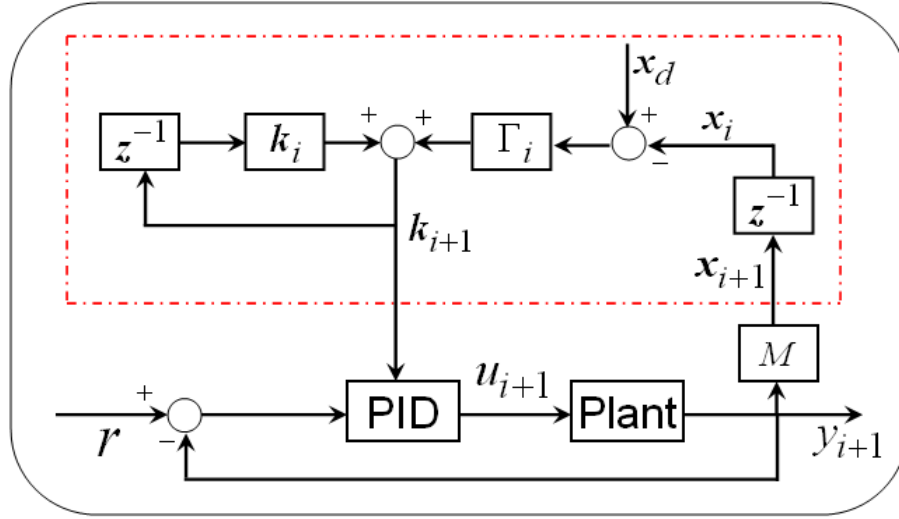 x_d
+ + + x_i
z^{-1} k_i Γ_i −
z^{-1}
k_{i+1}
x_{i+1}
M
u_{i+1}
+ PID Plant
r − y_{i+1}